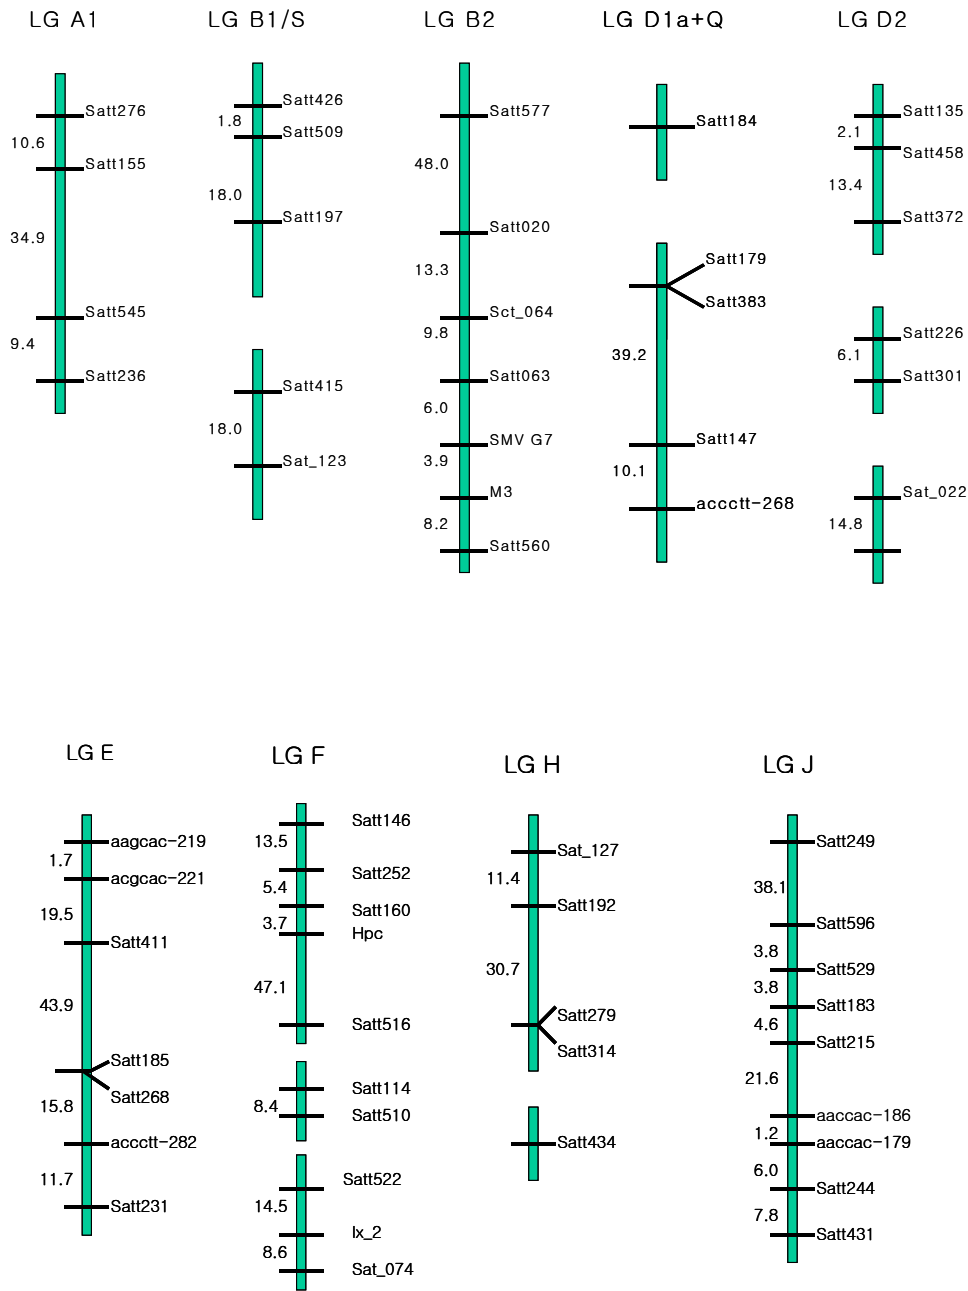 LG A1
Satt276
10.6
Satt155
34.9
Satt545
9.4
Satt236
LG B1/S
Satt426
1.8
Satt509
18.0
Satt197
Satt415
18.0
Sat_123
LG B2
Satt577
48.0
Satt020
13.3
Sct_064
9.8
Satt063
6.0
SMV G7
3.9
M3
8.2
Satt560
LG D1a+Q
Satt184
Satt179
Satt383
39.2
Satt147
10.1
accctt-268
LG D2
Satt135
2.1
Satt458
13.4
Satt372
Satt226
6.1
Satt301
Sat_022
14.8
LG E
aagcac-219
1.7
acgcac-221
19.5
Satt411
43.9
Satt185
Satt268
15.8
accctt-282
11.7
Satt231
LG F
Satt146
13.5
Satt252
5.4
Satt160
3.7
Hpc
47.1
Satt516
Satt114
8.4
Satt510
Satt522
14.5
lx_2
8.6
Sat_074
LG H
Sat_127
11.4
Satt192
30.7
Satt279
Satt314
Satt434
LG J
Satt249
38.1
Satt596
3.8
Satt529
3.8
Satt183
4.6
Satt215
21.6
aaccac-186
1.2
aaccac-179
6.0
Satt244
7.8
Satt431